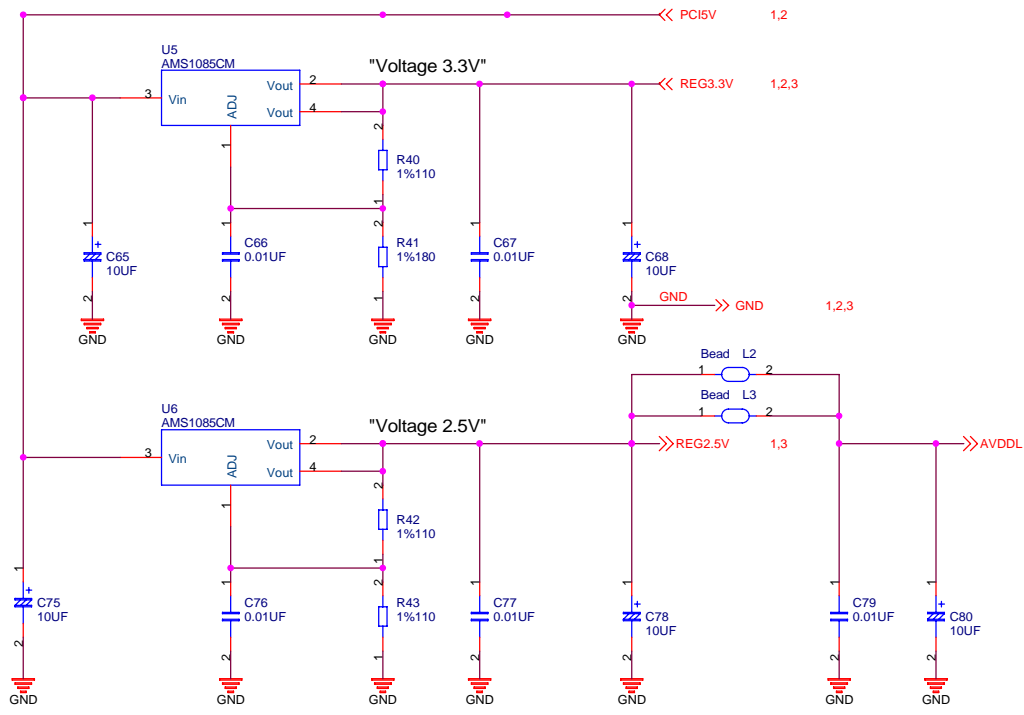 PCI5V 1,2
U5
AMS1085CM
"Voltage 3.3V"
3 Vin Vout 2
Vout 4
ADJ
1
REG3.3V 1,2,3
2
R40
1%110
1
1
C65
10UF
2
GND
1
C66
0.01UF
2
GND
2
R41
1%180
1
GND
1
C67
0.01UF
2
GND
1
C68
10UF
2
GND
GND GND 1,2,3
Bead L2
1 2
Bead L3
1 2
U6
AMS1085CM
"Voltage 2.5V"
3 Vin Vout 2
Vout 4
ADJ
1
REG2.5V 1,3
AVDDL
2
R42
1%110
1
1
C75
10UF
2
GND
1
C76
0.01UF
2
GND
2
R43
1%110
1
GND
1
C77
0.01UF
2
GND
1
C78
10UF
2
GND
1
C79
0.01UF
2
GND
1
C80
10UF
2
GND